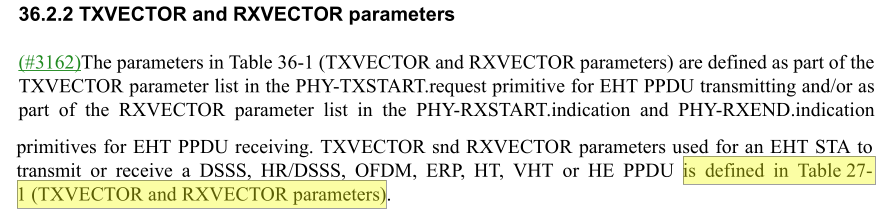 36.2.2 TXVECTOR and RXVECTOR parameters
(#3162)The parameters in Table 36-1 (TXVECTOR and RXVECTOR parameters) are defined as part of the
TXVECTOR parameter list in the PHY-TXSTART.request primitive for EHT PPDU transmitting and/or as
part of the RXVECTOR parameter list in the PHY-RXSTART.indication and PHY-RXEND.indication
primitives for EHT PPDU receiving. TXVECTOR snd RXVECTOR parameters used for an EHT STA to
transmit or receive a DSSS, HR/DSSS, OFDM, ERP, HT, VHT or HE PPDU is defined in Table 27-
1 (TXVECTOR and RXVECTOR parameters).